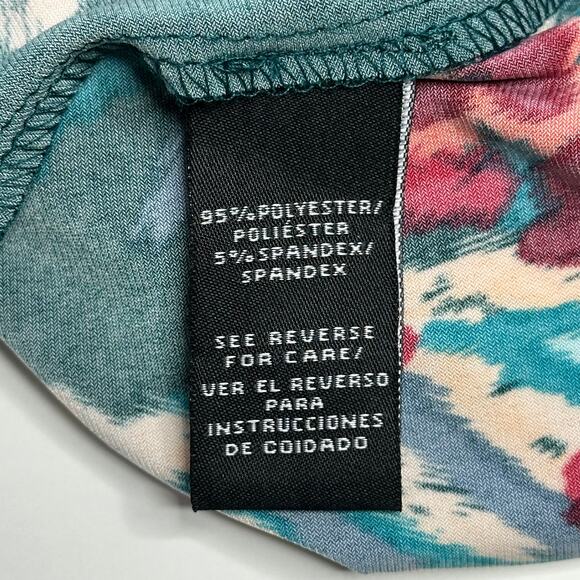 95% POLYESTER/
POLIÉSTER
5% SPANDEX/
SPANDEX
SEE REVERSE
FOR CARE/
VER EL REVERSO
PARA
INSTRUCCIONES
DE COIDADO